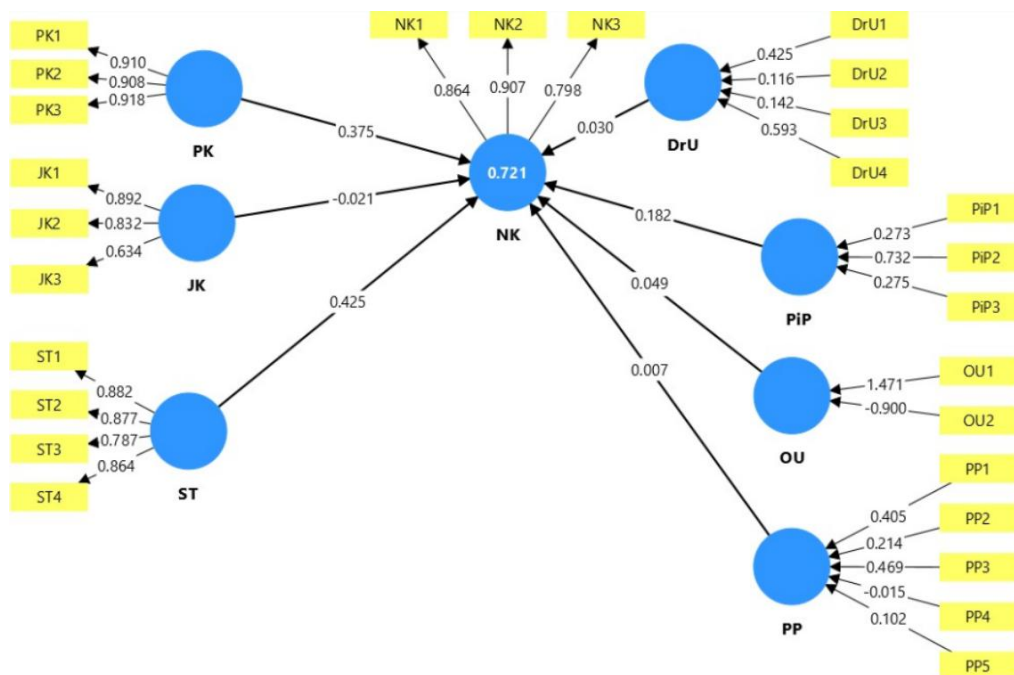 PK1
PK2
PK3
0.910
0.908
0.918
PK
0.375
NK1
NK2
NK3
0.864
0.907
0.798
0.721
NK
DrU1
DrU2
DrU3
DrU4
0.425
0.116
0.142
0.593
DrU
0.030
JK1
JK2
JK3
0.892
0.832
0.634
JK
-0.021
PiP1
PiP2
PiP3
0.273
0.732
0.275
PiP
0.182
ST1
ST2
ST3
ST4
0.882
0.877
0.787
0.864
ST
0.425
OU1
OU2
1.471
-0.900
OU
0.049
PP1
PP2
PP3
PP4
PP5
0.405
0.214
0.469
-0.015
0.102
PP
0.007